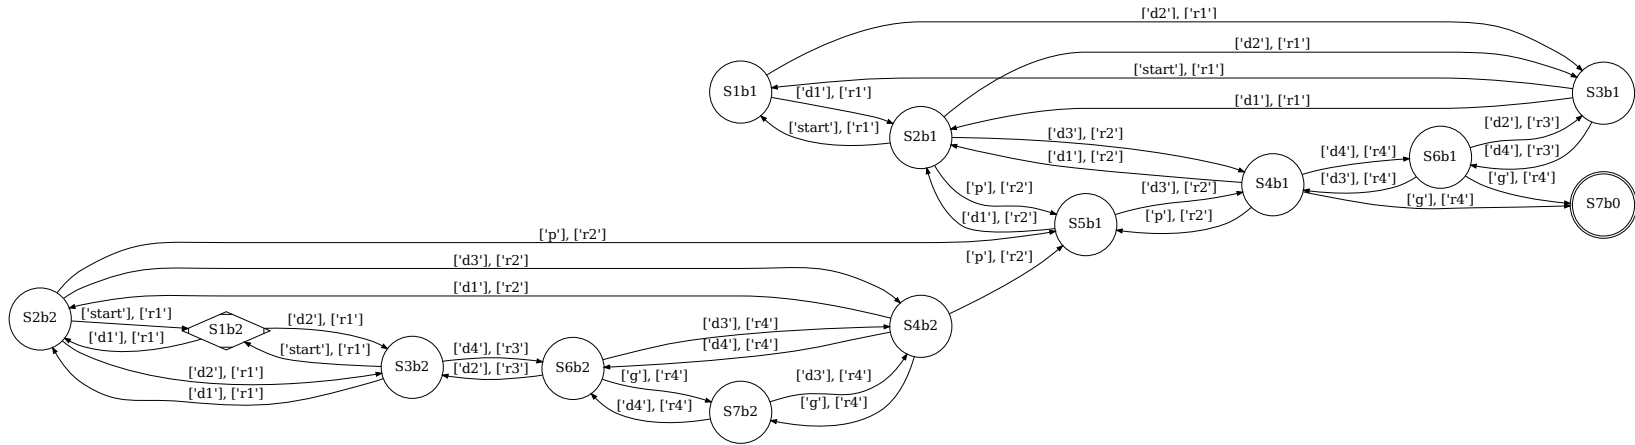 ['d2'], ['r1']
['d2'], ['r1']
['start'], ['r1']
S1b1
['d1'], ['r1']
S3b1
['d1'], ['r1']
['start'], ['r1']
S2b1
['d3'], ['r2']
['d2'], ['r3']
['d1'], ['r2']
['d4'], ['r4']
S6b1
['d4'], ['r3']
['d3'], ['r4']
['g'], ['r4']
['p'], ['r2']
['d3'], ['r2']
S4b1
['g'], ['r4']
S7b0
['d1'], ['r2']
S5b1
['p'], ['r2']
['p'], ['r2']
['d3'], ['r2']
['p'], ['r2']
['d1'], ['r2']
S2b2
['start'], ['r1']
S1b2
['d2'], ['r1']
['d1'], ['r1']
['start'], ['r1']
['d3'], ['r4']
S4b2
['d4'], ['r3']
['d4'], ['r4']
['d2'], ['r1']
S3b2
['d2'], ['r3']
S6b2
['g'], ['r4']
['d3'], ['r4']
['d1'], ['r1']
['d4'], ['r4']
S7b2
['g'], ['r4']